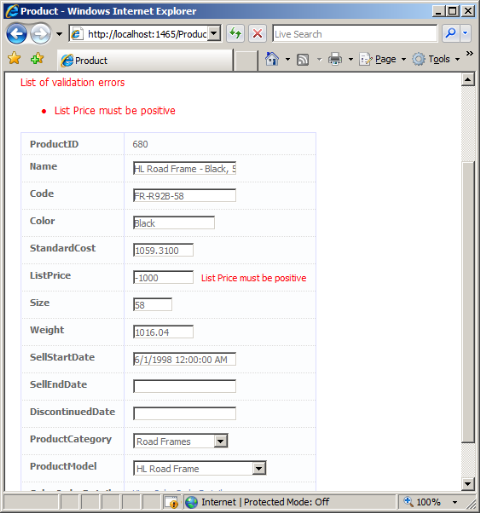 Product - Windows Internet Explorer
http://localhost:1465/Produc
Live Search
Product
Page
Tools
List of validation errors
• List Price must be positive
ProductID 680
Name HL Road Frame - Black, 5
Code FR-R92B-58
Color Black
StandardCost 1059.3100
ListPrice -1000 List Price must be positive
Size 58
Weight 1016.04
SellStartDate 6/1/1998 12:00:00 AM
SellEndDate
DiscontinuedDate
ProductCategory Road Frames
ProductModel HL Road Frame
Internet | Protected Mode: Off
100%